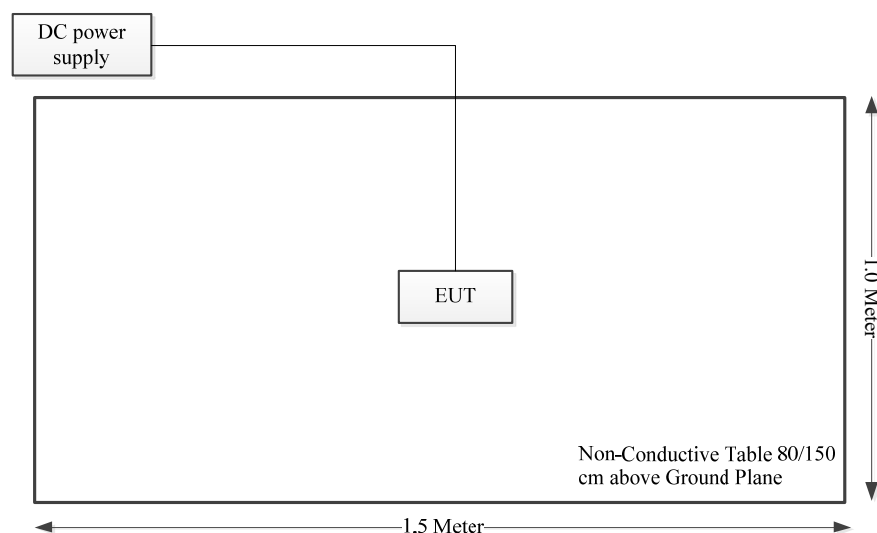 DC power
supply
EUT
1.0 Meter
Non-Conductive Table 80/150
cm above Ground Plane
1.5 Meter